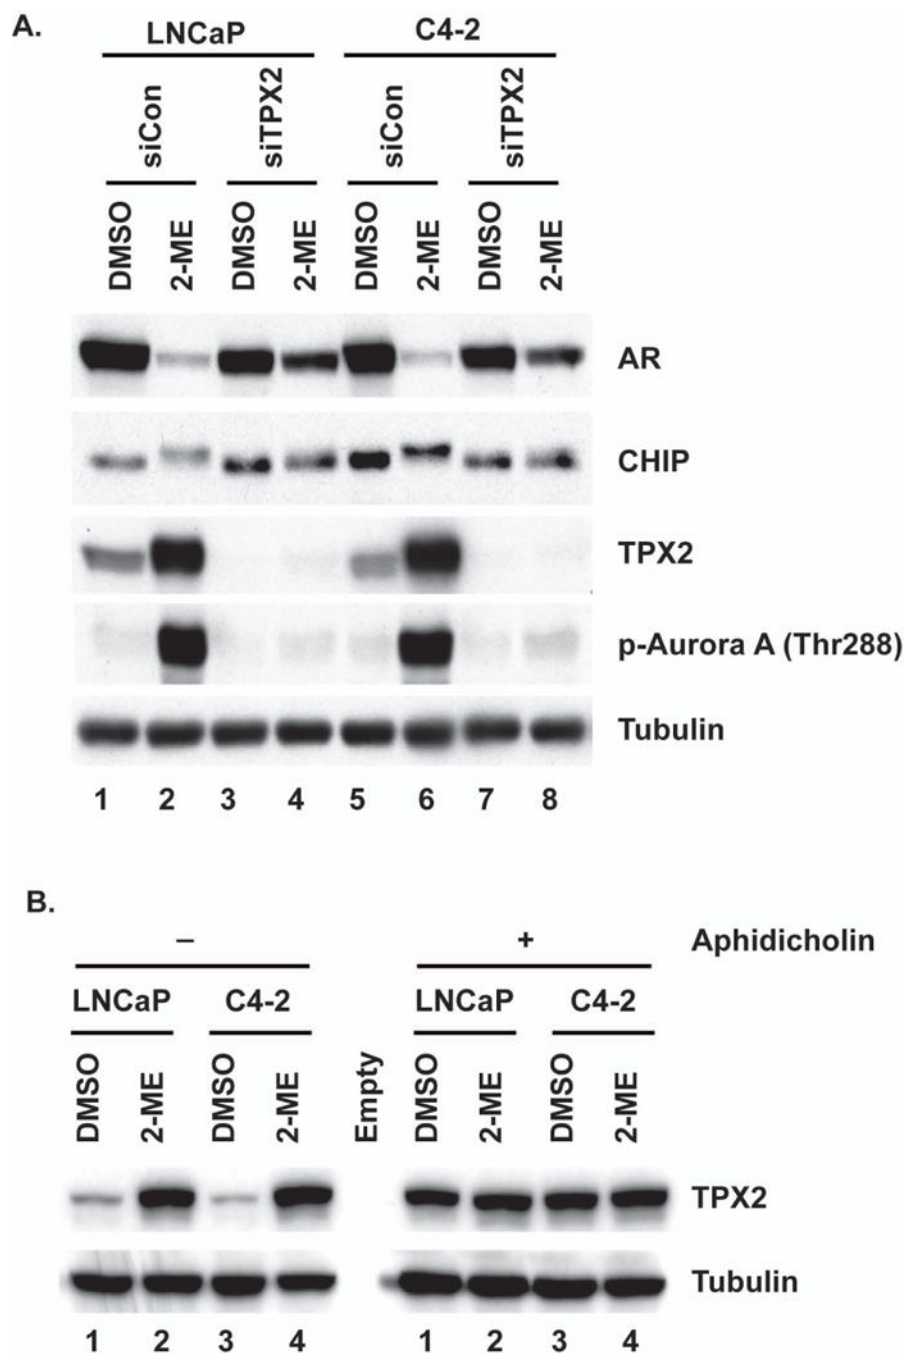 A.
LNCaP C4-2
siCon siTPX2 siCon siTPX2
DMSO 2-ME DMSO 2-ME DMSO 2-ME DMSO 2-ME
AR
CHIP
TPX2
p-Aurora A (Thr288)
Tubulin
1 2 3 4 5 6 7 8
B.
– + Aphidicholin
LNCaP C4-2 LNCaP C4-2
DMSO 2-ME DMSO 2-ME Empty DMSO 2-ME DMSO 2-ME
TPX2
Tubulin
1 2 3 4 1 2 3 4